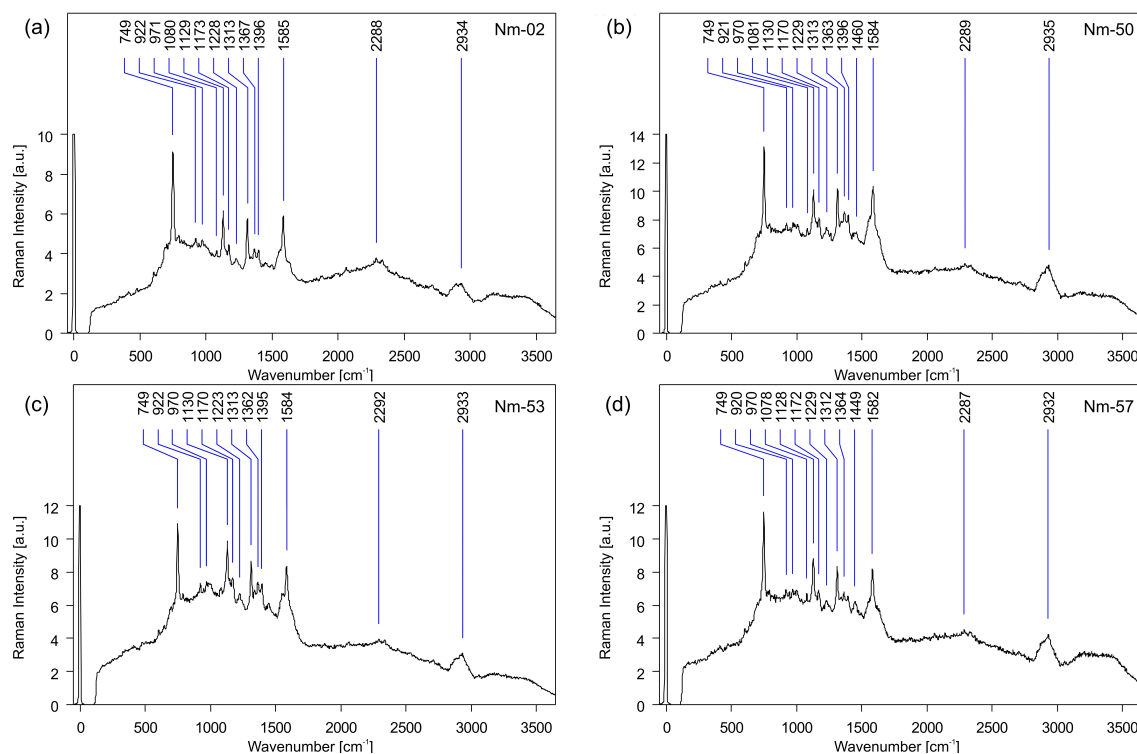 (a)
Nm-02
749 922 971 1080 1129 1173 1228 1313 1367 1396 1585 2288 2934
Raman Intensity [a.u.]
10
8
6
4
2
0
0 500 1000 1500 2000 2500 3000 3500
Wavenumber [cm⁻¹]
(b)
Nm-50
749 921 970 1081 1130 1170 1229 1313 1363 1396 1460 1584 2289 2935
Raman Intensity [a.u.]
14
12
10
8
6
4
2
0
0 500 1000 1500 2000 2500 3000 3500
Wavenumber [cm⁻¹]
(c)
Nm-53
749 922 970 1130 1170 1223 1313 1362 1395 1584 2292 2933
Raman Intensity [a.u.]
12
10
8
6
4
2
0
0 500 1000 1500 2000 2500 3000 3500
Wavenumber [cm⁻¹]
(d)
Nm-57
749 920 970 1078 1128 1172 1229 1312 1364 1449 1582 2287 2932
Raman Intensity [a.u.]
12
10
8
6
4
2
0
0 500 1000 1500 2000 2500 3000 3500
Wavenumber [cm⁻¹]